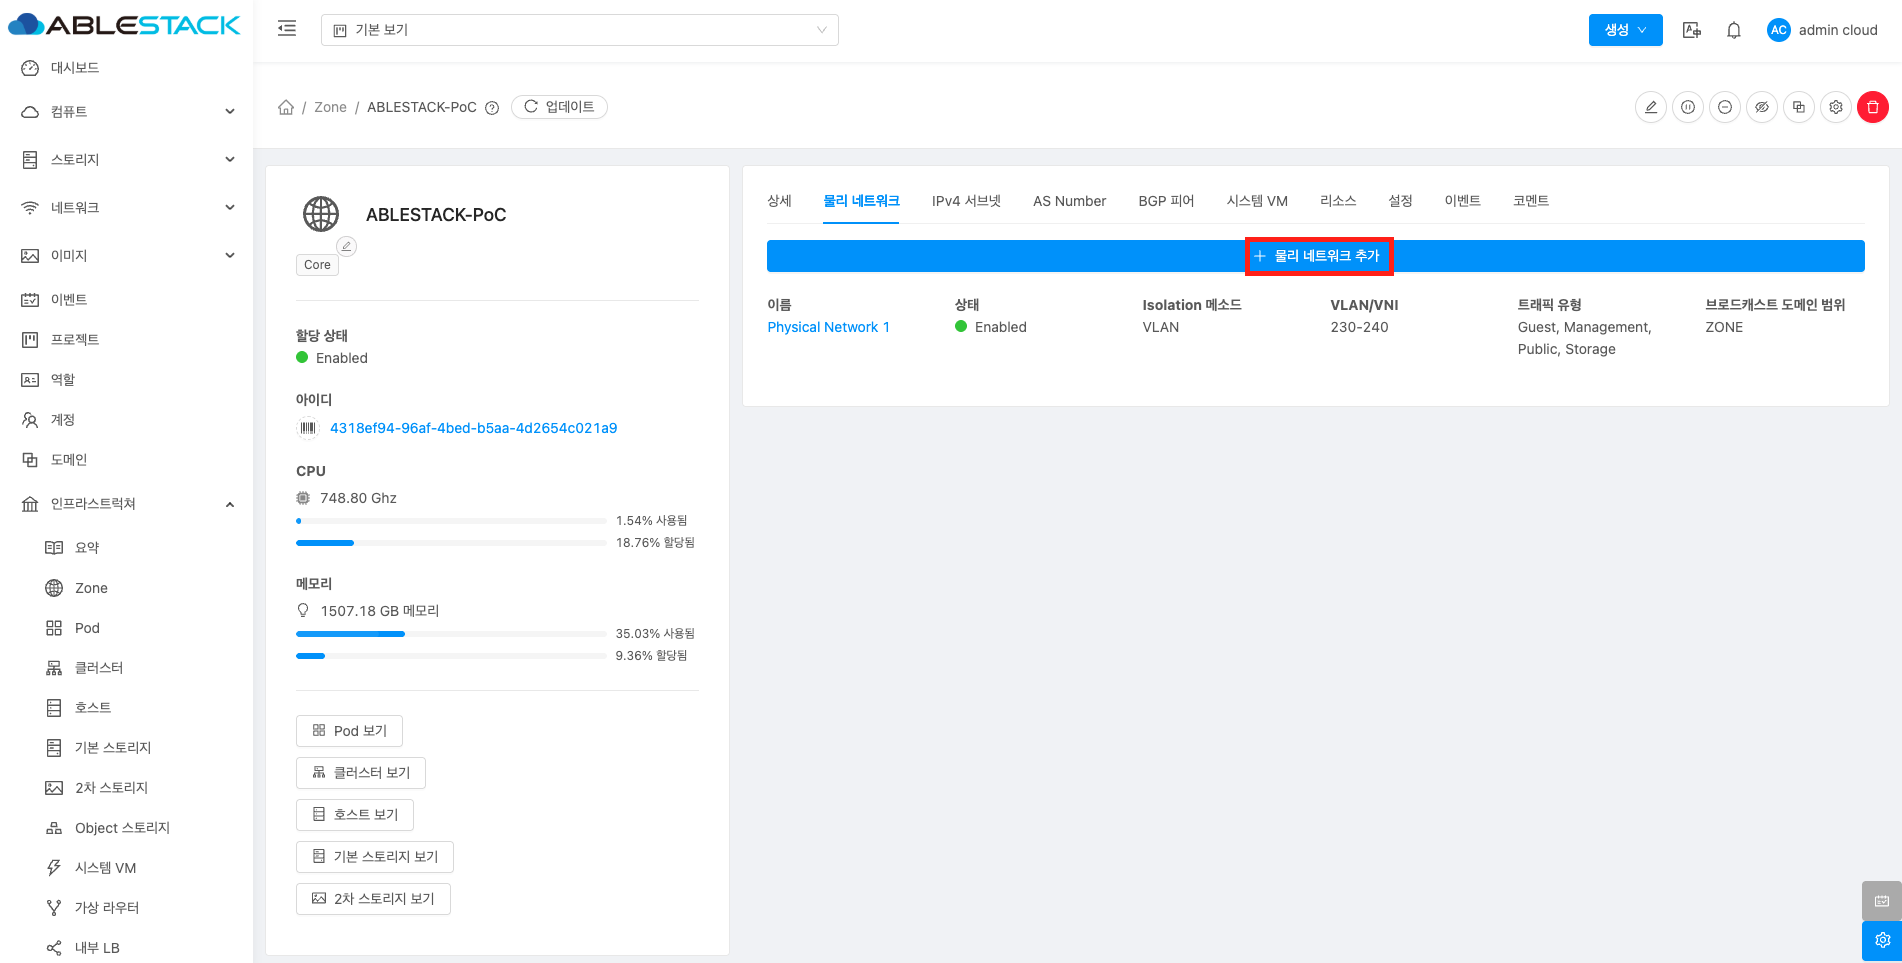 ABLESTACK
기본 보기
생성
AC
admin cloud
대시보드
컴퓨트
스토리지
네트워크
이미지
이벤트
프로젝트
역할
계정
도메인
인프라스트럭쳐
요약
Zone
Pod
클러스터
호스트
기본 스토리지
2차 스토리지
Object 스토리지
시스템 VM
가상 라우터
내부 LB
/ Zone / ABLESTACK-PoC
업데이트
ABLESTACK-PoC
Core
할당 상태
Enabled
아이디
4318ef94-96af-4bed-b5aa-4d2654c021a9
CPU
748.80 Ghz
1.54% 사용됨
18.76% 할당됨
메모리
1507.18 GB 메모리
35.03% 사용됨
9.36% 할당됨
Pod 보기
클러스터 보기
호스트 보기
기본 스토리지 보기
2차 스토리지 보기
상세 물리 네트워크 IPv4 서브넷 AS Number BGP 피어 시스템 VM 리소스 설정 이벤트 코멘트
+ 물리 네트워크 추가
이름 상태 Isolation 메소드 VLAN/VNI 트래픽 유형 브로드캐스트 도메인 범위
Physical Network 1 Enabled VLAN 230-240 Guest, Management, ZONE
Public, Storage